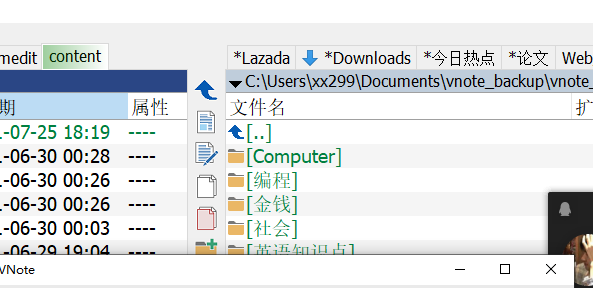 medit content *Lazada *Downloads *今日热点 *论文 Web
C:\Users\xx299\Documents\vnote_backup\vnote_
期 属性 文件名 扩
-07-25 18:19 ---- [..]
-06-30 00:28 ---- [Computer]
-06-30 00:26 ---- [编程]
-06-30 00:26 ---- [金钱]
-06-30 00:03 ---- [社会]
-06-29 19:04 ---- [英语知识点]
VNote